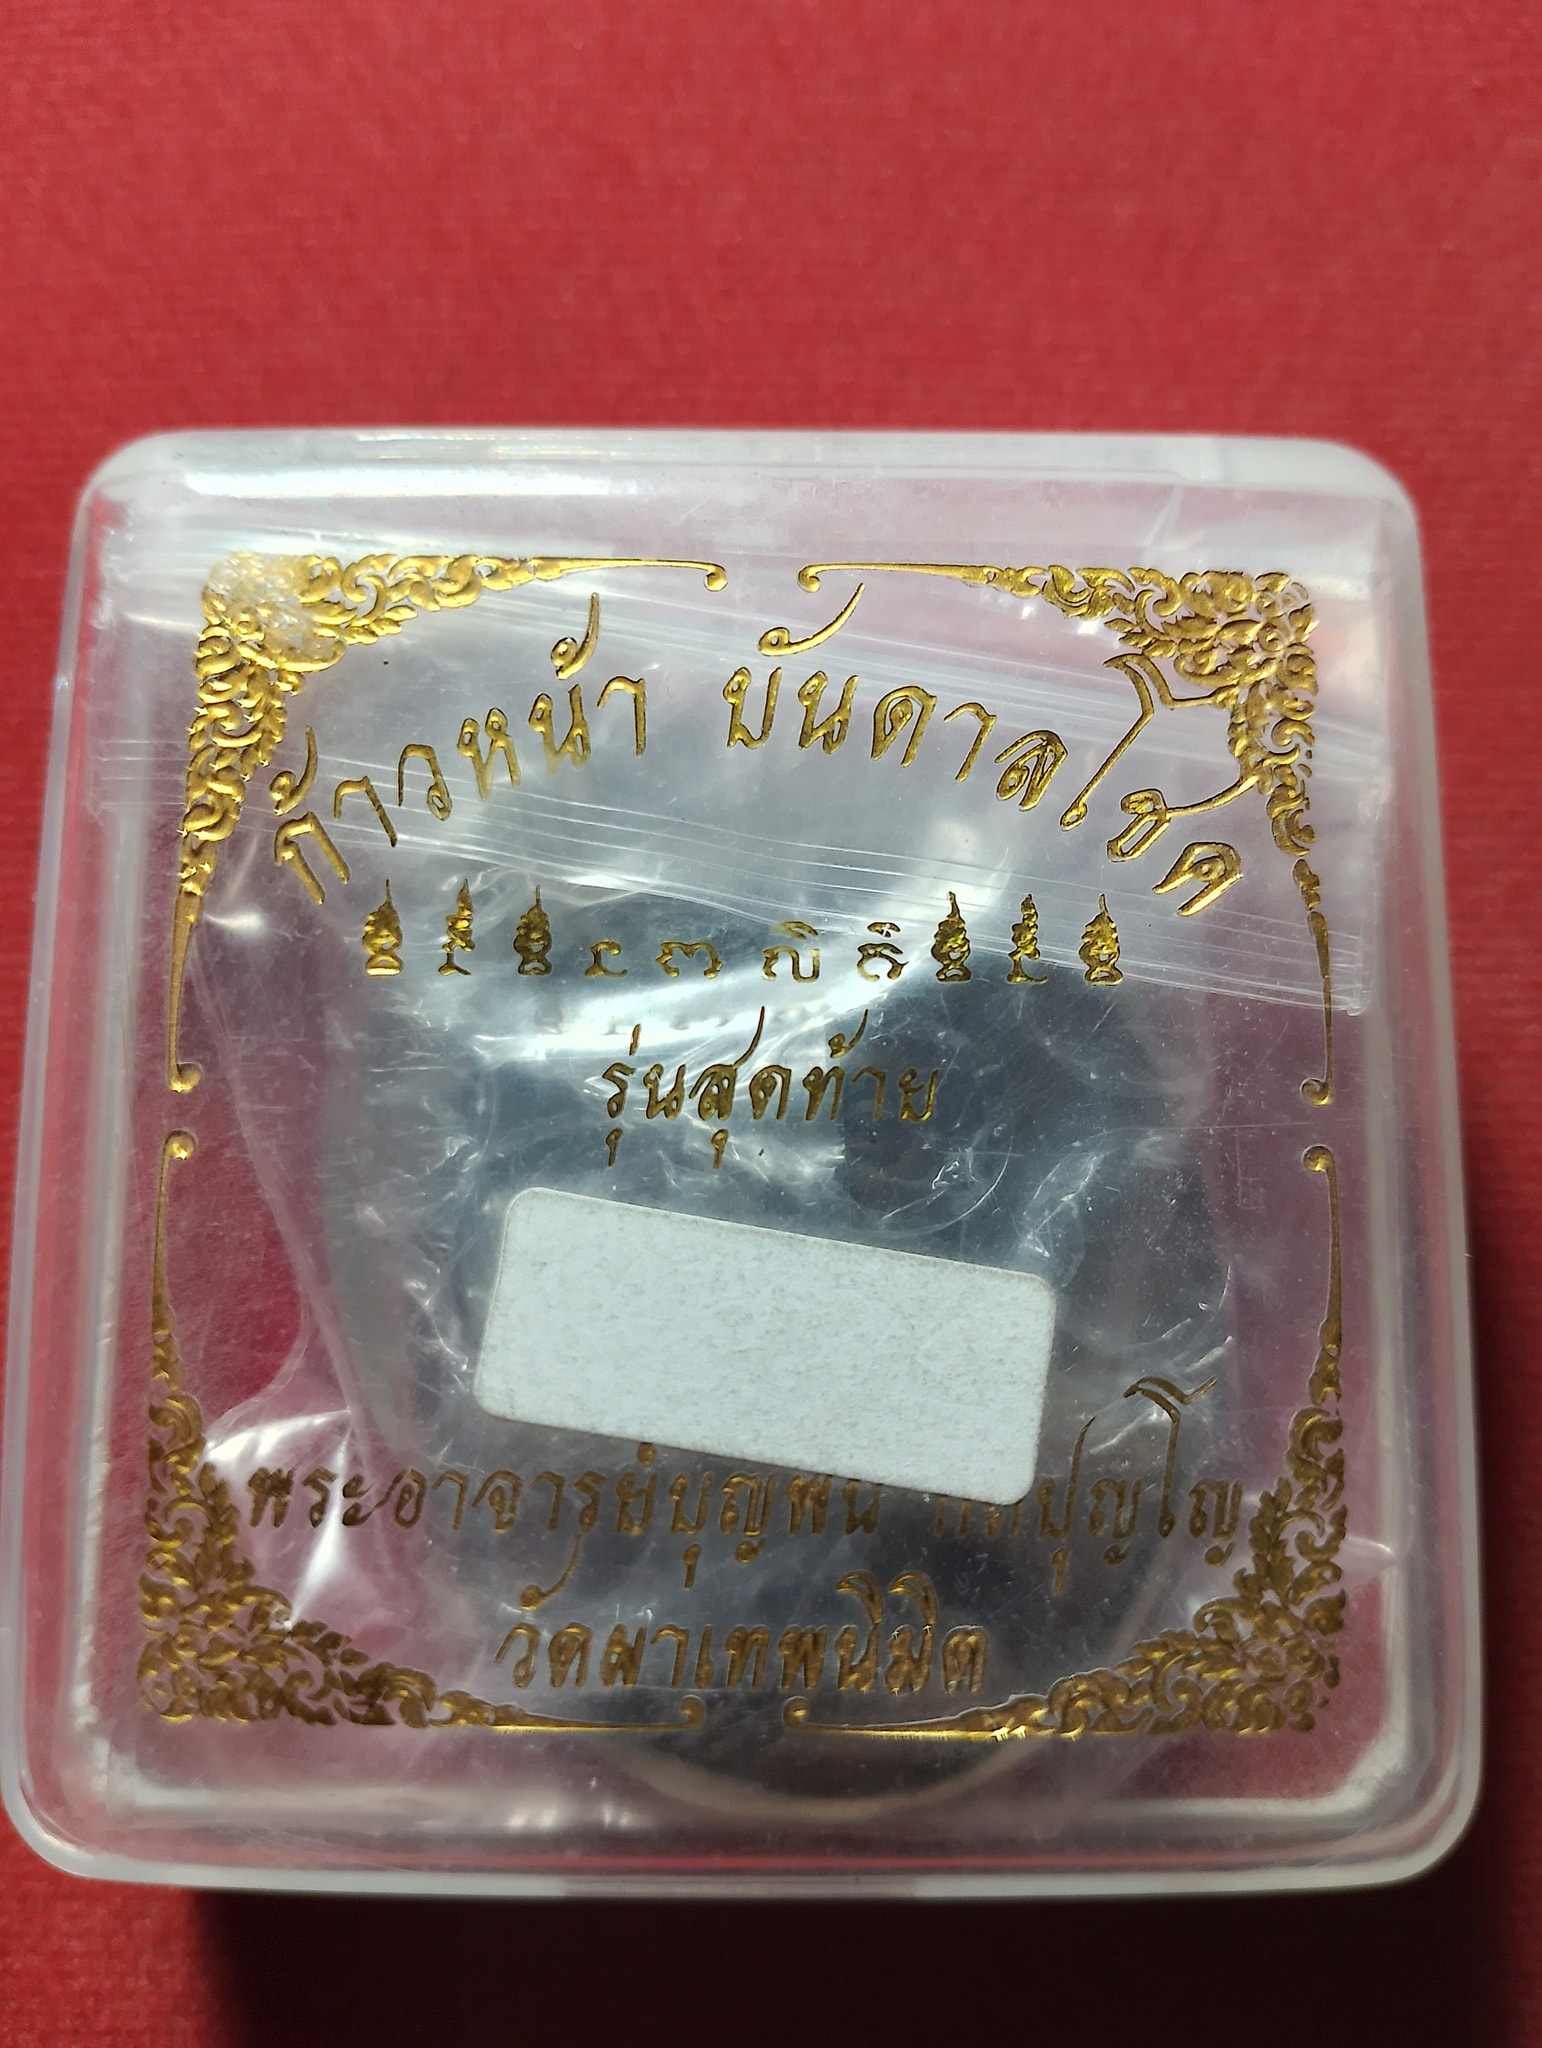 ก้าวหน้า บันดาลโชค
รุ่นสุดท้าย
พระอาจารย์บุญพิน กตปุญฺโญ
วัดผาเทพนิมิต